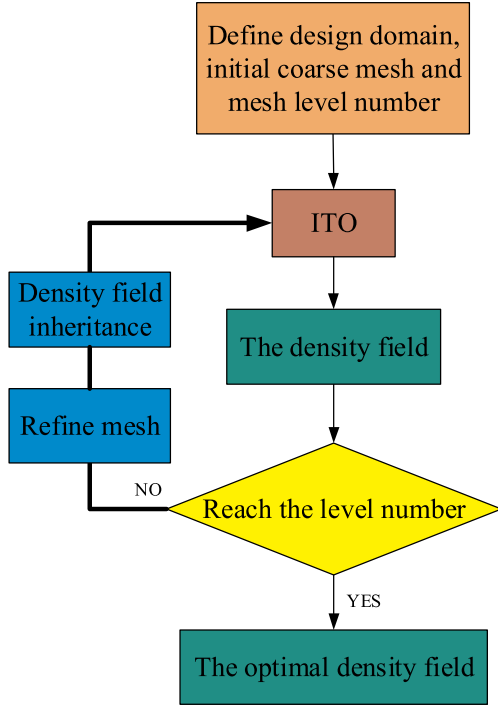 Define design domain,
initial coarse mesh and
mesh level number
ITO
Density field
inheritance
The density field
Refine mesh
NO
Reach the level number
YES
The optimal density field